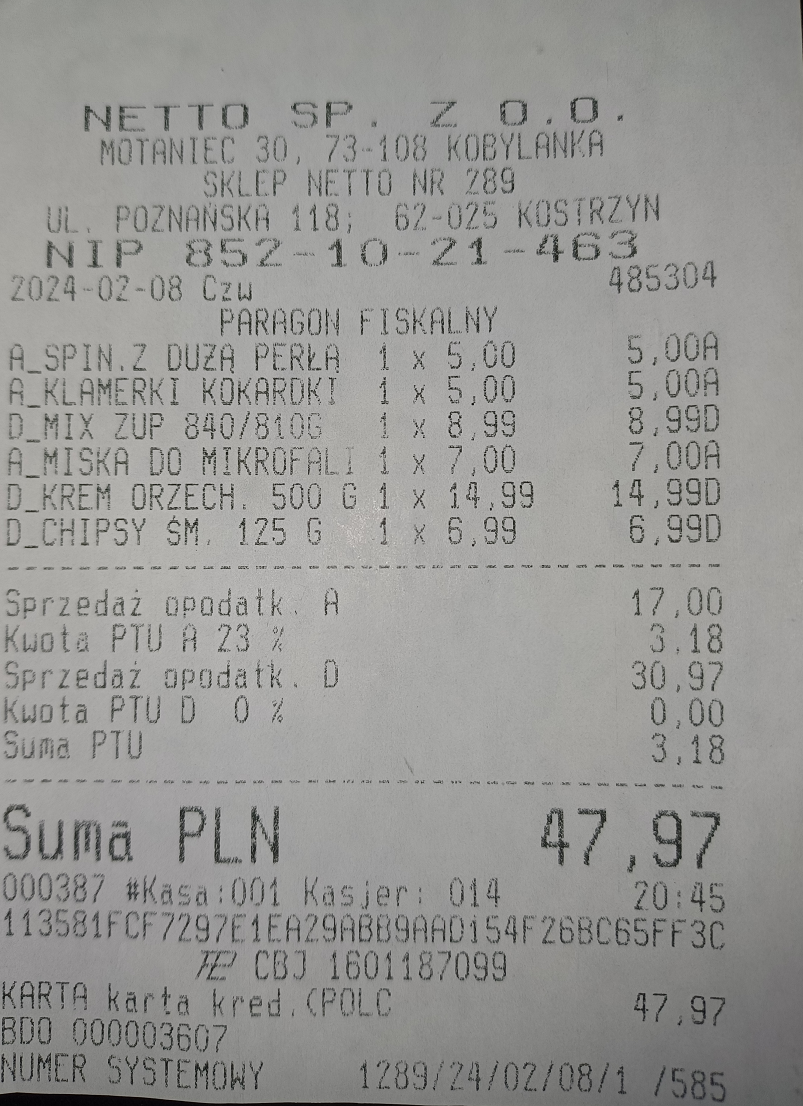 NETTO SP. Z O.O.
MOTANIEC 30, 73-108 KOBYLANKA
SKLEP NETTO NR 289
UL. POZNAŃSKA 118; 62-025 KOSTRZYN
NIP 852-10-21-463
2024-02-08 Czw 485304
PARAGON FISKALNY
A_SPIN.Z DUŻĄ PERŁĄ 1 x 5,00 5,00A
A_KLAMERKI KOKARDKI 1 x 5,00 5,00A
D_MIX ZUP 840/810G 1 x 8,99 8,99D
A_MISKA DO MIKROFALI 1 x 7,00 7,00A
D_KREM ORZECH. 500 G 1 x 14,99 14,99D
D_CHIPSY ŚM. 125 G 1 x 6,99 6,99D
Sprzedaż opodatk. A 17,00
Kwota PTU A 23 % 3,18
Sprzedaż opodatk. D 30,97
Kwota PTU D 0 % 0,00
Suma PTU 3,18
Suma PLN 47,97
000387 #Kasa:001 Kasjer: 014 20:45
113581FCF7297E1EA29ABB9AAD154F26BC65FF3C
CBJ 1601187099
KARTA karta kred.(POLC 47,97
BDO 000003607
NUMER SYSTEMOWY 1289/24/02/08/1 /585